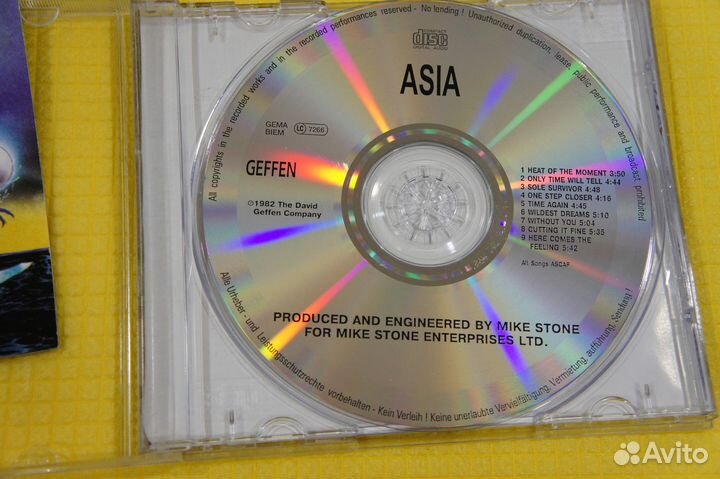 All copyrights in the recorded works and in the recorded performances reserved - No lending ! Unauthorized duplication, lease, public performance and broadcast prohibited
COMPACT
disc
DIGITAL AUDIO
ASIA
GEMA
BIEM
LC 7266
GEFFEN
℗1982 The David
Geffen Company
1 HEAT OF THE MOMENT 3:50
2 ONLY TIME WILL TELL 4:44
3 SOLE SURVIVOR 4:48
4 ONE STEP CLOSER 4:16
5 TIME AGAIN 4:45
6 WILDEST DREAMS 5:10
7 WITHOUT YOU 5:04
8 CUTTING IT FINE 5:35
9 HERE COMES THE
FEELING 5:42
All Songs ASCAP
PRODUCED AND ENGINEERED BY MIKE STONE
FOR MIKE STONE ENTERPRISES LTD.
Alle Urheber - und Leistungsschutzrechte vorbehalten - Kein Verleih ! Keine unerlaubte Vervielfältigung, Vermietung, aufführung, Sendung !
Avito